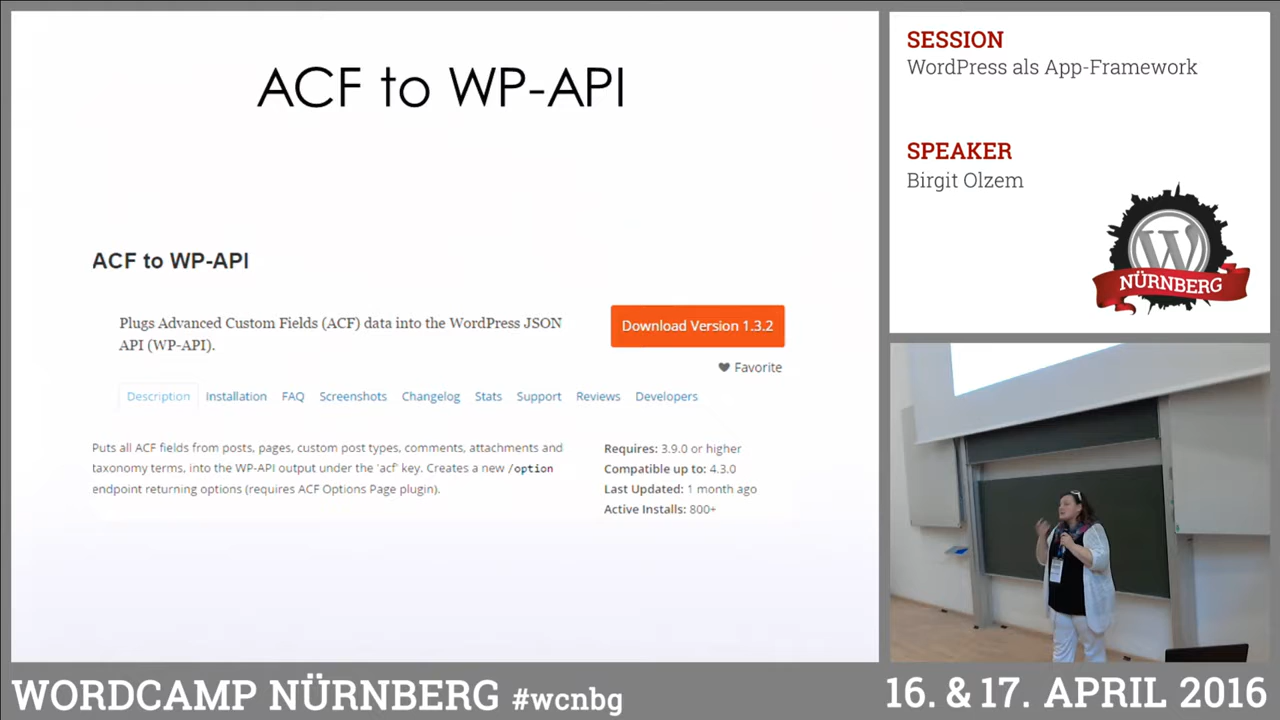 ACF to WP-API
ACF to WP-API
Plugs Advanced Custom Fields (ACF) data into the WordPress JSON
API (WP-API).
Download Version 1.3.2
Favorite
Description Installation FAQ Screenshots Changelog Stats Support Reviews Developers
Puts all ACF fields from posts, pages, custom post types, comments, attachments and
taxonomy terms, into the WP-API output under the 'acf' key. Creates a new /option
endpoint returning options (requires ACF Options Page plugin).
Requires: 3.9.0 or higher
Compatible up to: 4.3.0
Last Updated: 1 month ago
Active Installs: 800+
SESSION
WordPress als App-Framework
SPEAKER
Birgit Olzem
W
NÜRNBERG
WORDCAMP NÜRNBERG #wcnbg
16. & 17. APRIL 2016